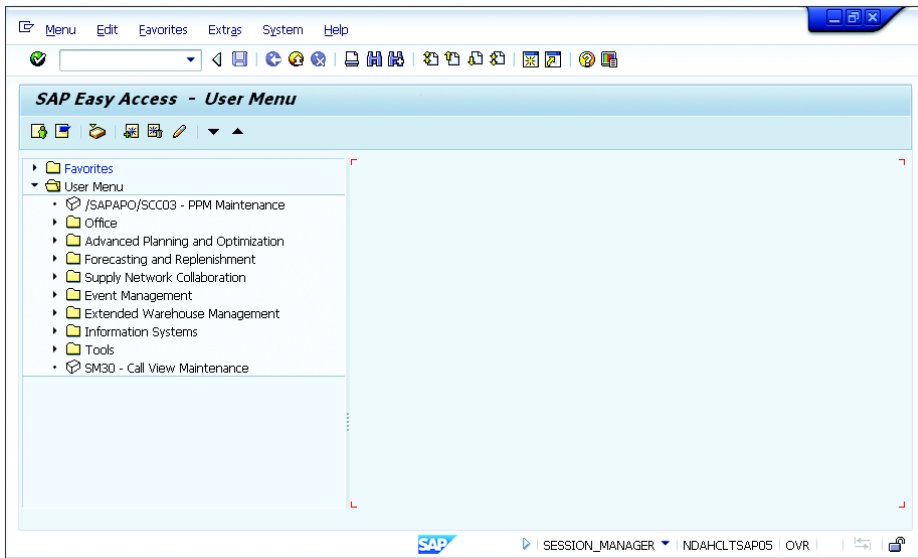 Menu Edit Favorites Extras System Help
SAP Easy Access - User Menu
Favorites
User Menu
/SAPAPO/SCC03 - PPM Maintenance
Office
Advanced Planning and Optimization
Forecasting and Replenishment
Supply Network Collaboration
Event Management
Extended Warehouse Management
Information Systems
Tools
SM30 - Call View Maintenance
SAP SESSION_MANAGER NDAHCLTSAP05 OVR